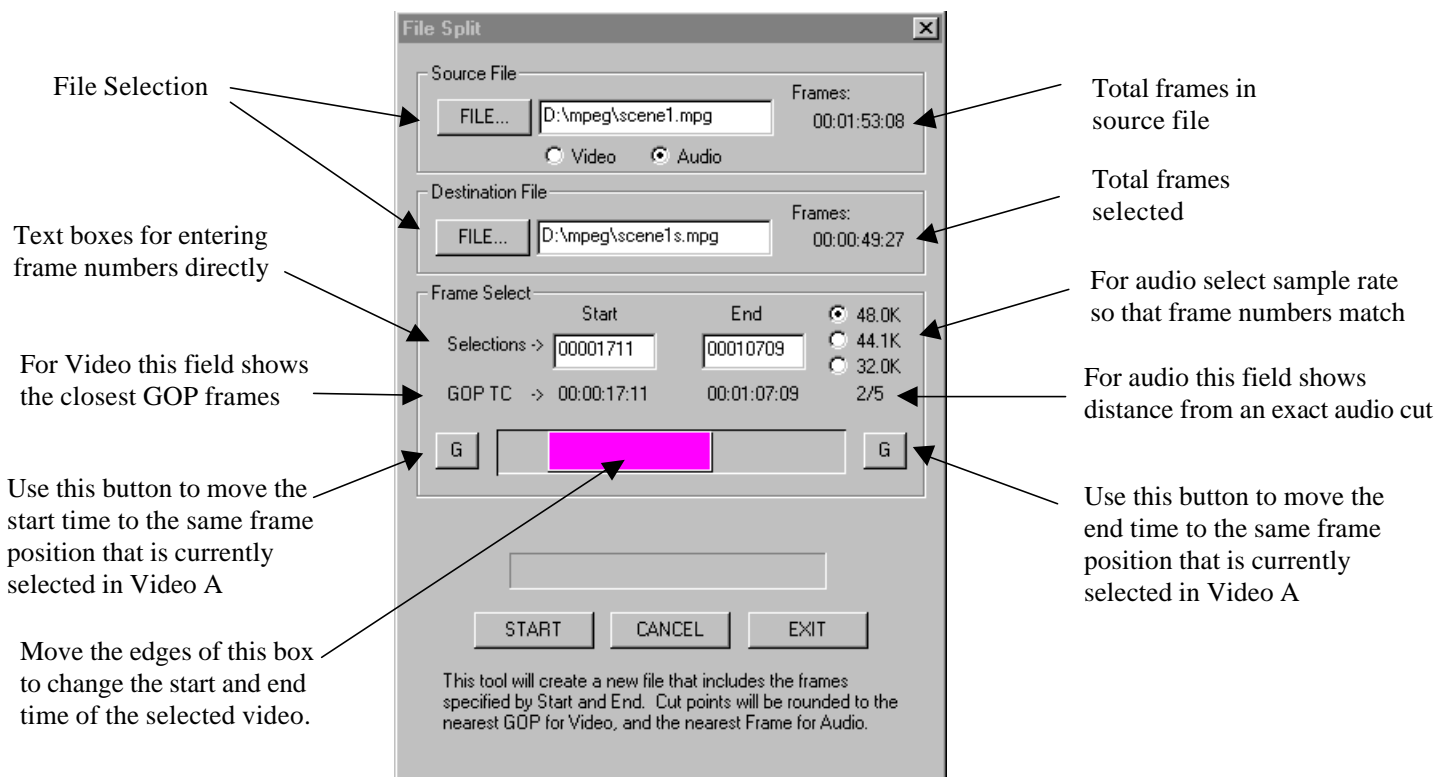 File Split
File Selection
Source File
FILE...
D:\mpeg\scene1.mpg
Frames:
00:01:53:08
Video
Audio
Total frames in
source file
Destination File
FILE...
D:\mpeg\scene1s.mpg
Frames:
00:00:49:27
Total frames
selected
Text boxes for entering
frame numbers directly
Frame Select
Start
End
Selections ->
00001711
00010709
48.0K
44.1K
32.0K
For audio select sample rate
so that frame numbers match
For Video this field shows
the closest GOP frames
GOP TC -> 00:00:17:11 00:01:07:09 2/5
For audio this field shows
distance from an exact audio cut
G
G
Use this button to move the
start time to the same frame
position that is currently
selected in Video A
Use this button to move the
end time to the same frame
position that is currently
selected in Video A
START
CANCEL
EXIT
Move the edges of this box
to change the start and end
time of the selected video.
This tool will create a new file that includes the frames
specified by Start and End. Cut points will be rounded to the
nearest GOP for Video, and the nearest Frame for Audio.